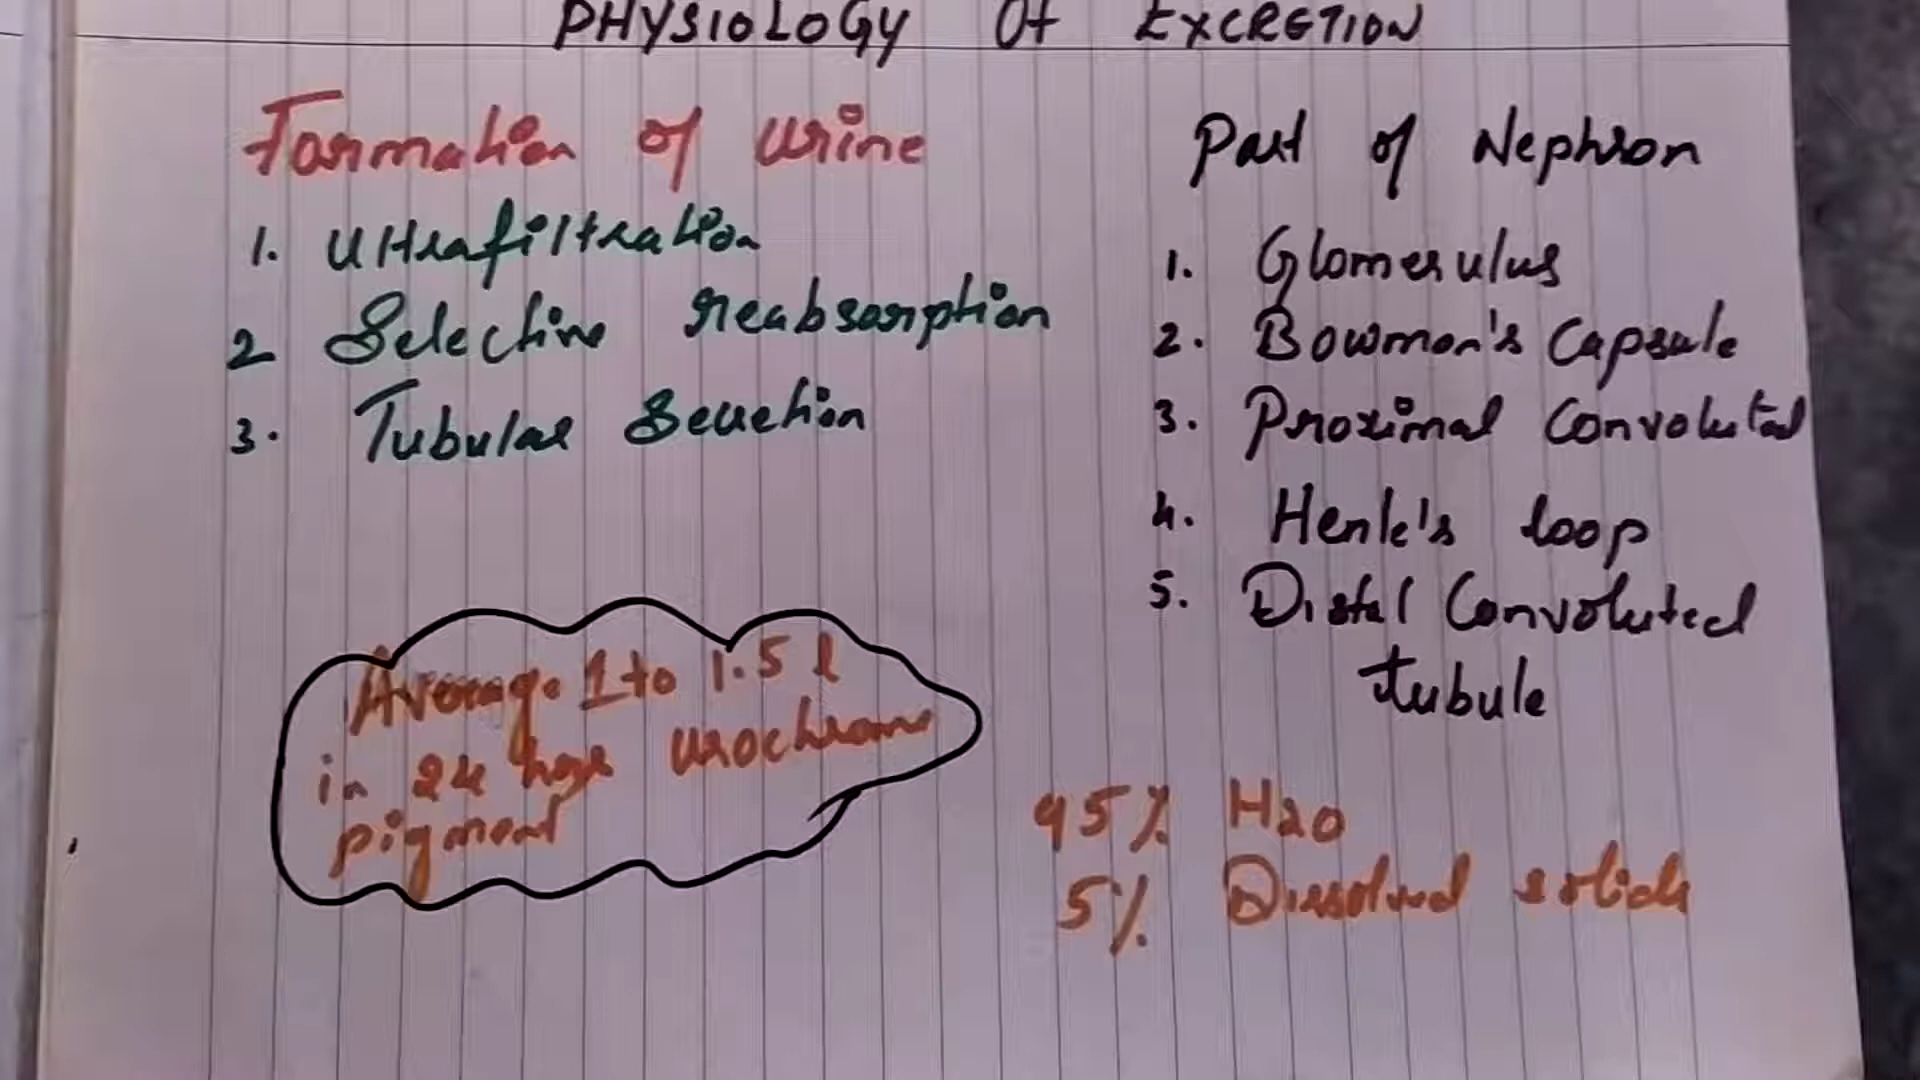 PHYSIOLOGY Of EXCRETION
Formation of urine
1. Ultrafiltration
2 Selective reabsorption
3. Tubular Secretion
Average 1 to 1.5 l
in 24 hors urochrome
pigment
Part of Nephron
1. Glomerulus
2. Bowman's Capsule
3. Proximal Convoluted
4. Henle's loop
5. Distal Convoluted
tubule
95% H2O
5% Dissolved solids